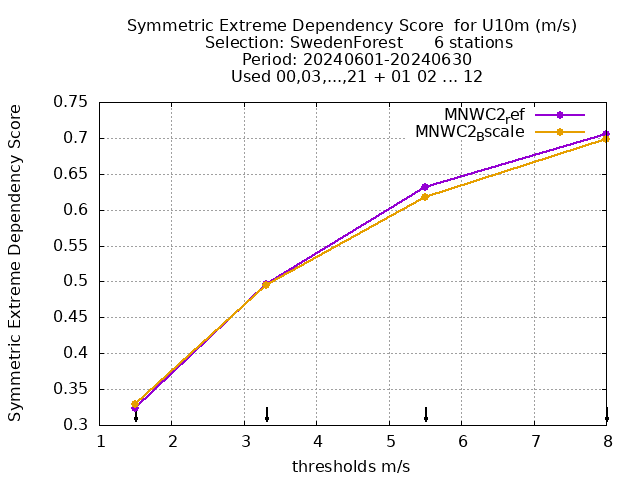 Symmetric Extreme Dependency Score for U10m (m/s)
Selection: SwedenForest 6 stations
Period: 20240601-20240630
Used 00,03,...,21 + 01 02 ... 12
Symmetric Extreme Dependency Score
0.75
0.7
0.65
0.6
0.55
0.5
0.45
0.4
0.35
0.3
MNWC2ref
MNWC2Bscale
1 2 3 4 5 6 7 8
thresholds m/s